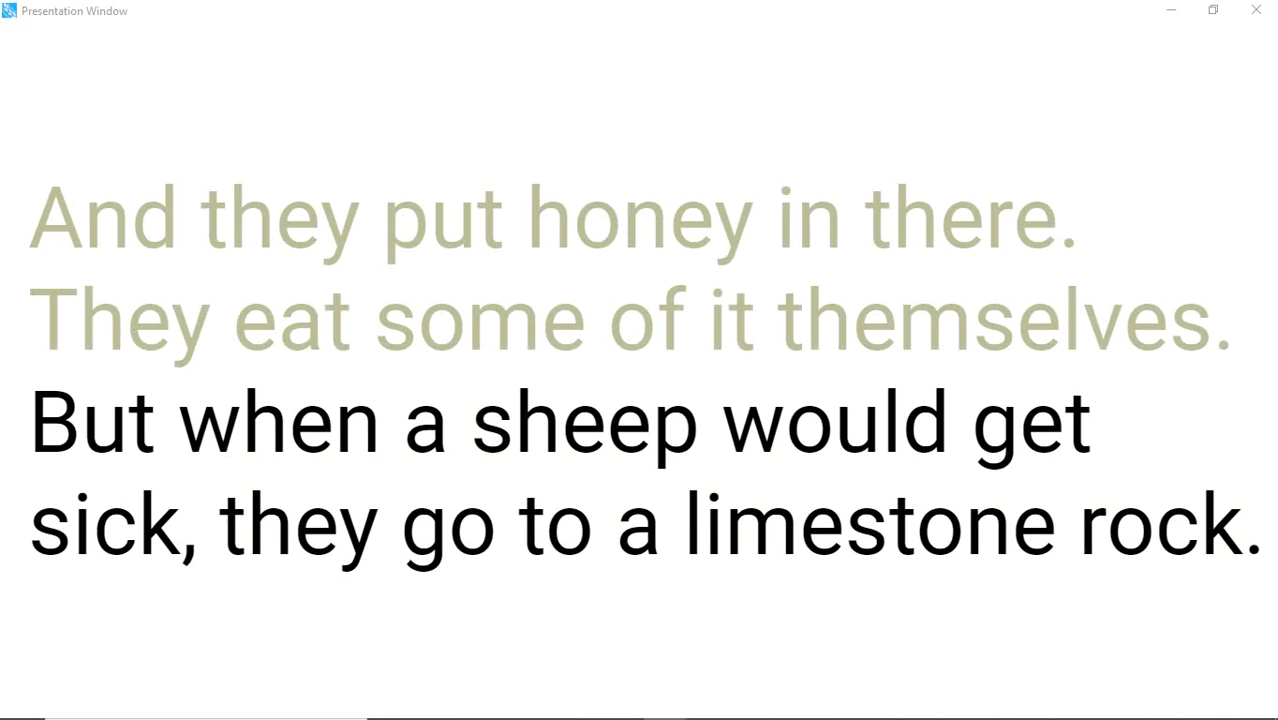 Presentation Window
And they put honey in there.
They eat some of it themselves.
But when a sheep would get
sick, they go to a limestone rock.